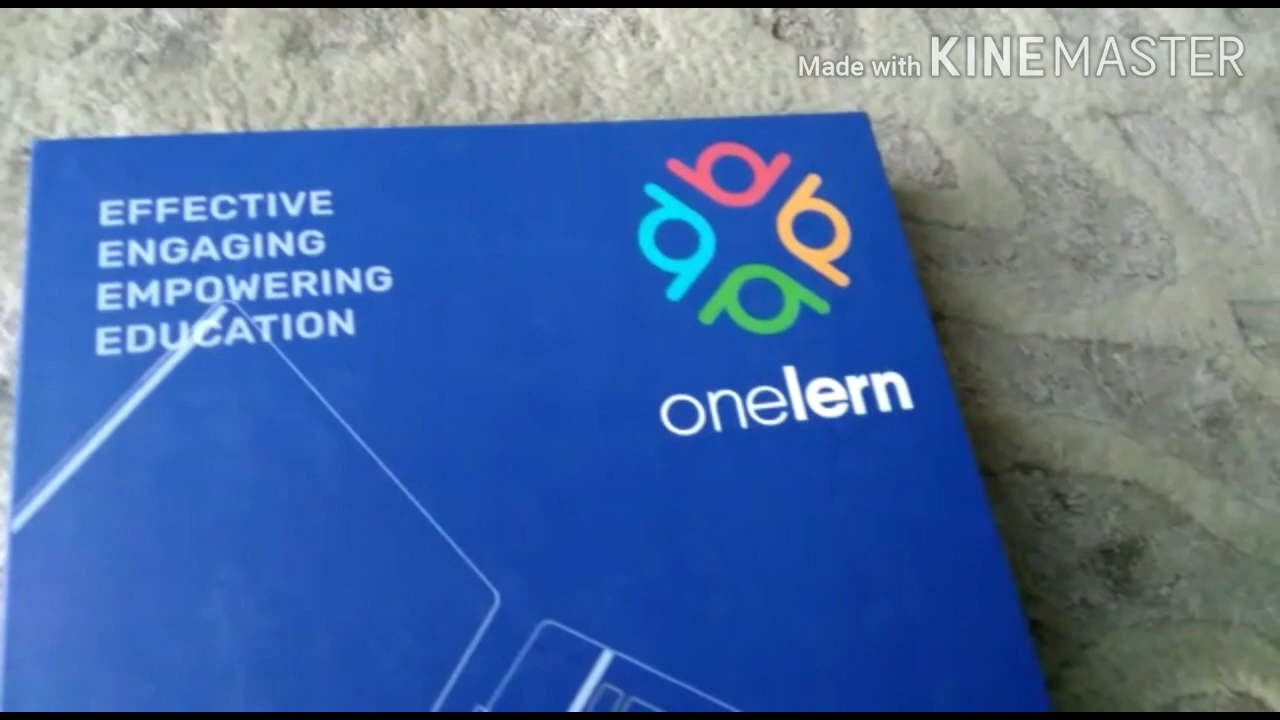 Made with KINEMASTER
EFFECTIVE
ENGAGING
EMPOWERING
EDUCATION
onelern